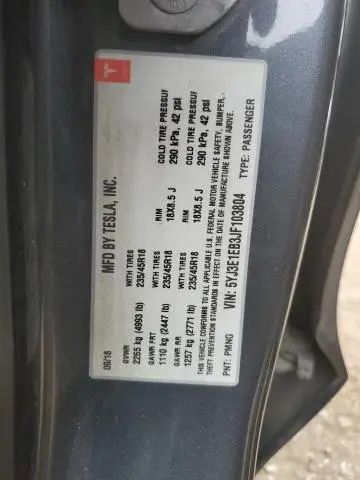 MFD BY TESLA, INC.
09/18
GVWR
2265 kg (4993 lb)
WITH TIRES
235/45R18
COLD TIRE PRESSUR
290 kPa, 42 psi
GAWR FRT
1110 kg (2447 lb)
WITH TIRES
235/45R18
RIM
18X8.5 J
COLD TIRE PRESSUR
290 kPa, 42 psi
GAWR RR
1257 kg (2771 lb)
WITH TIRES
235/45R18
RIM
18X8.5 J
THIS VEHICLE CONFORMS TO ALL APPLICABLE U.S. FEDERAL MOTOR VEHICLE SAFETY, BUMPER,
THEFT PREVENTION STANDARDS IN EFFECT ON THE DATE OF MANUFACTURE SHOWN ABOVE.
VIN: 5YJ3E1EB3JF103804
TYPE: PASSENGER
PNT: PMNG